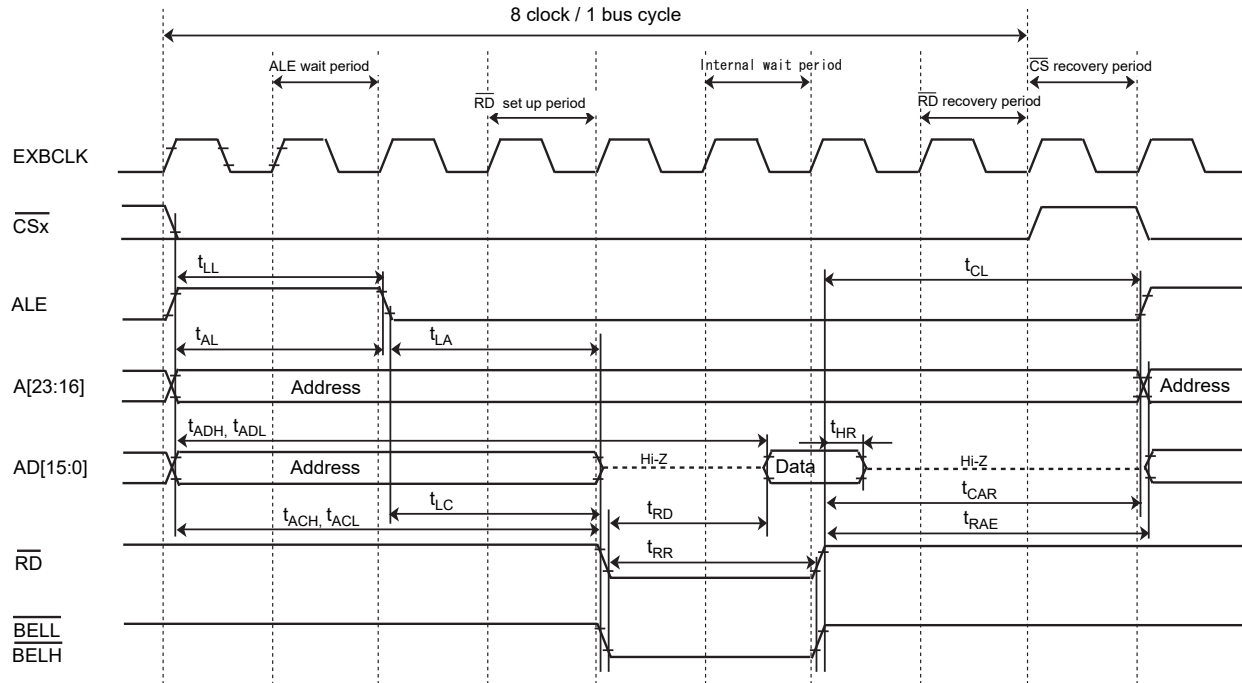 8 clock / 1 bus cycle
ALE wait period
Internal wait period
CS recovery period
RD set up period
RD recovery period
EXBCLK
CSx
tLL
tCL
ALE
tAL
tLA
A[23:16]
Address
Address
tADH, tADL
tHR
AD[15:0]
Address
Hi-Z
Data
Hi-Z
tLC
tRD
tCAR
tACH, tACL
tRAE
tRR
RD
BELL
BELH